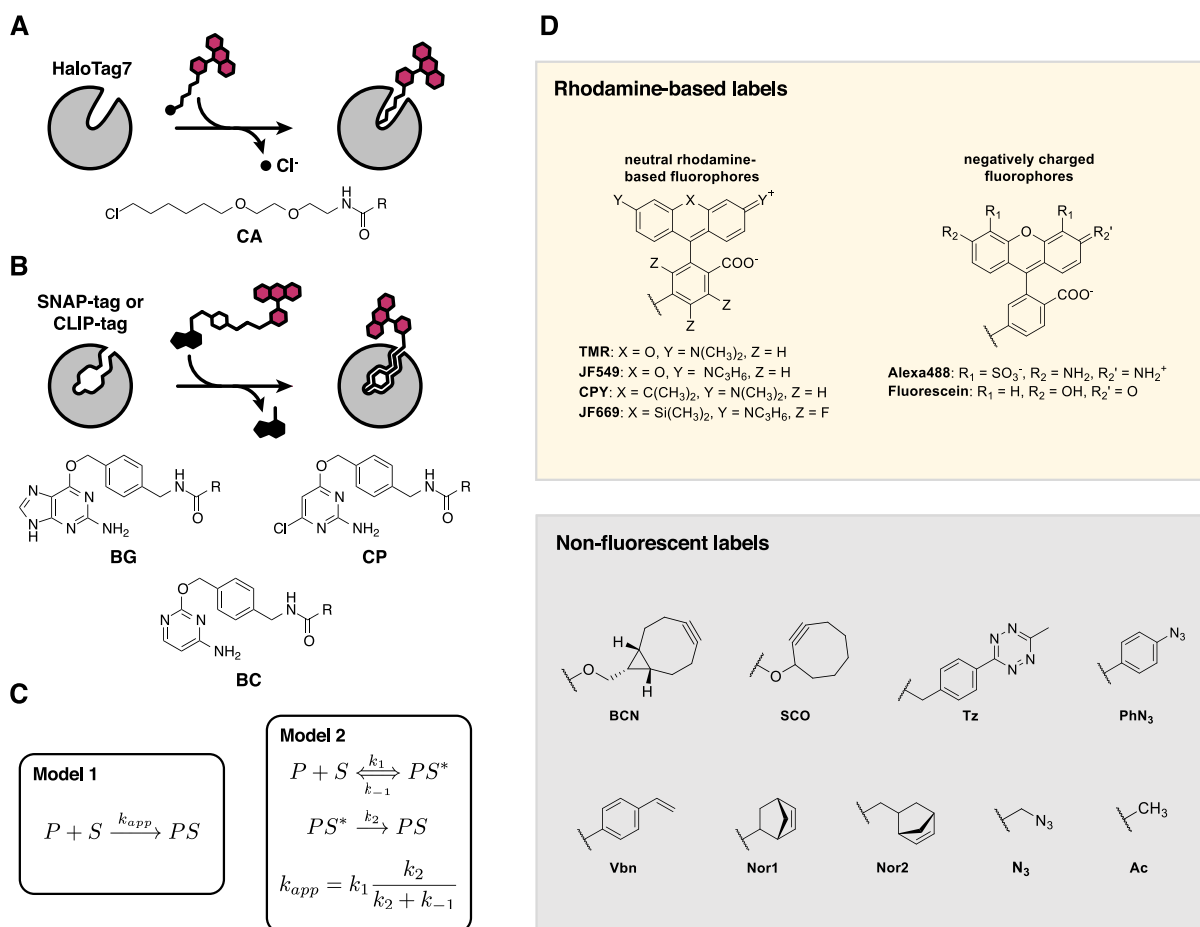 A
HaloTag7
Cl-
Cl
O
O
H
N
O
R
CA
B
SNAP-tag or
CLIP-tag
O
N
N
H
N
N
NH2
H
N
O
R
BG
O
N
N
Cl
NH2
H
N
O
R
CP
O
N
N
NH2
H
N
O
R
BC
C
Model 1
P + S kapp PS
Model 2
P + S k1 k-1 PS*
PS* k2 PS
kapp = k1 k2 / k2 + k-1
D
Rhodamine-based labels
neutral rhodamine-
based fluorophores
Y
X
Y+
Z
COO-
Z
Z
TMR: X = O, Y = N(CH3)2, Z = H
JF549: X = O, Y = NC3H6, Z = H
CPY: X = C(CH3)2, Y = N(CH3)2, Z = H
JF669: X = Si(CH3)2, Y = NC3H6, Z = F
negatively charged
fluorophores
R1
R1
R2
O
R2'
COO-
Alexa488: R1 = SO3-, R2 = NH2, R2' = NH2+
Fluorescein: R1 = H, R2 = OH, R2' = O
Non-fluorescent labels
H
O
H
BCN
O
SCO
N
N
N
N
Tz
N3
PhN3
Vbn
Nor1
Nor2
N3
N3
CH3
Ac